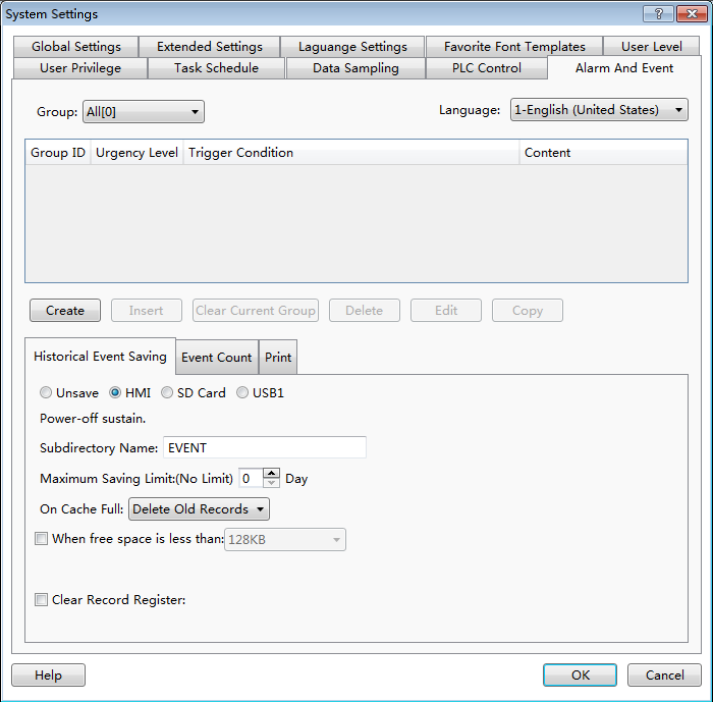 System Settings
?
Global Settings Extended Settings Laguange Settings Favorite Font Templates User Level
User Privilege Task Schedule Data Sampling PLC Control Alarm And Event
Group: All[0] Language: 1-English (United States)
Group ID Urgency Level Trigger Condition Content
Create Insert Clear Current Group Delete Edit Copy
Historical Event Saving Event Count Print
Unsave HMI SD Card USB1
Power-off sustain.
Subdirectory Name: EVENT
Maximum Saving Limit:(No Limit) 0 Day
On Cache Full: Delete Old Records
When free space is less than: 128KB
Clear Record Register:
Help OK Cancel